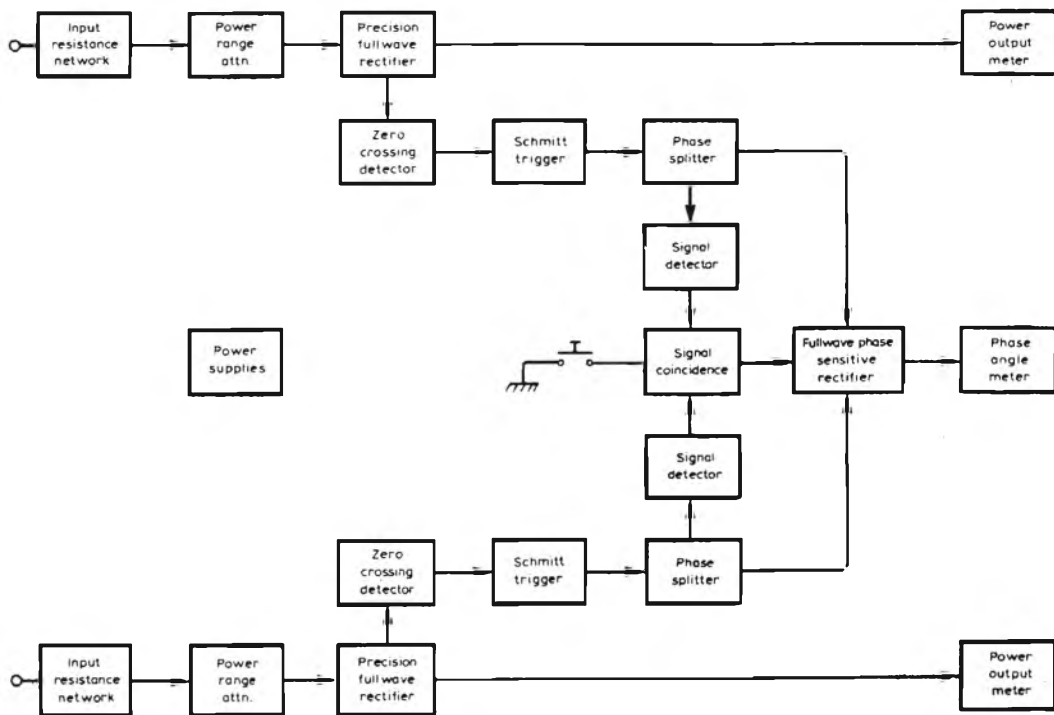 Input
resistance
network
Power
range
attn.
Precision
fullwave
rectifier
Power
output
meter
Zero
crossing
detector
Schmitt
trigger
Phase
splitter
Signal
detector
Power
supplies
Signal
coincidence
Fullwave phase
sensitive
rectifier
Phase
angle
meter
Signal
detector
Zero
crossing
detector
Schmitt
trigger
Phase
splitter
Input
resistance
network
Power
range
attn.
Precision
fullwave
rectifier
Power
output
meter